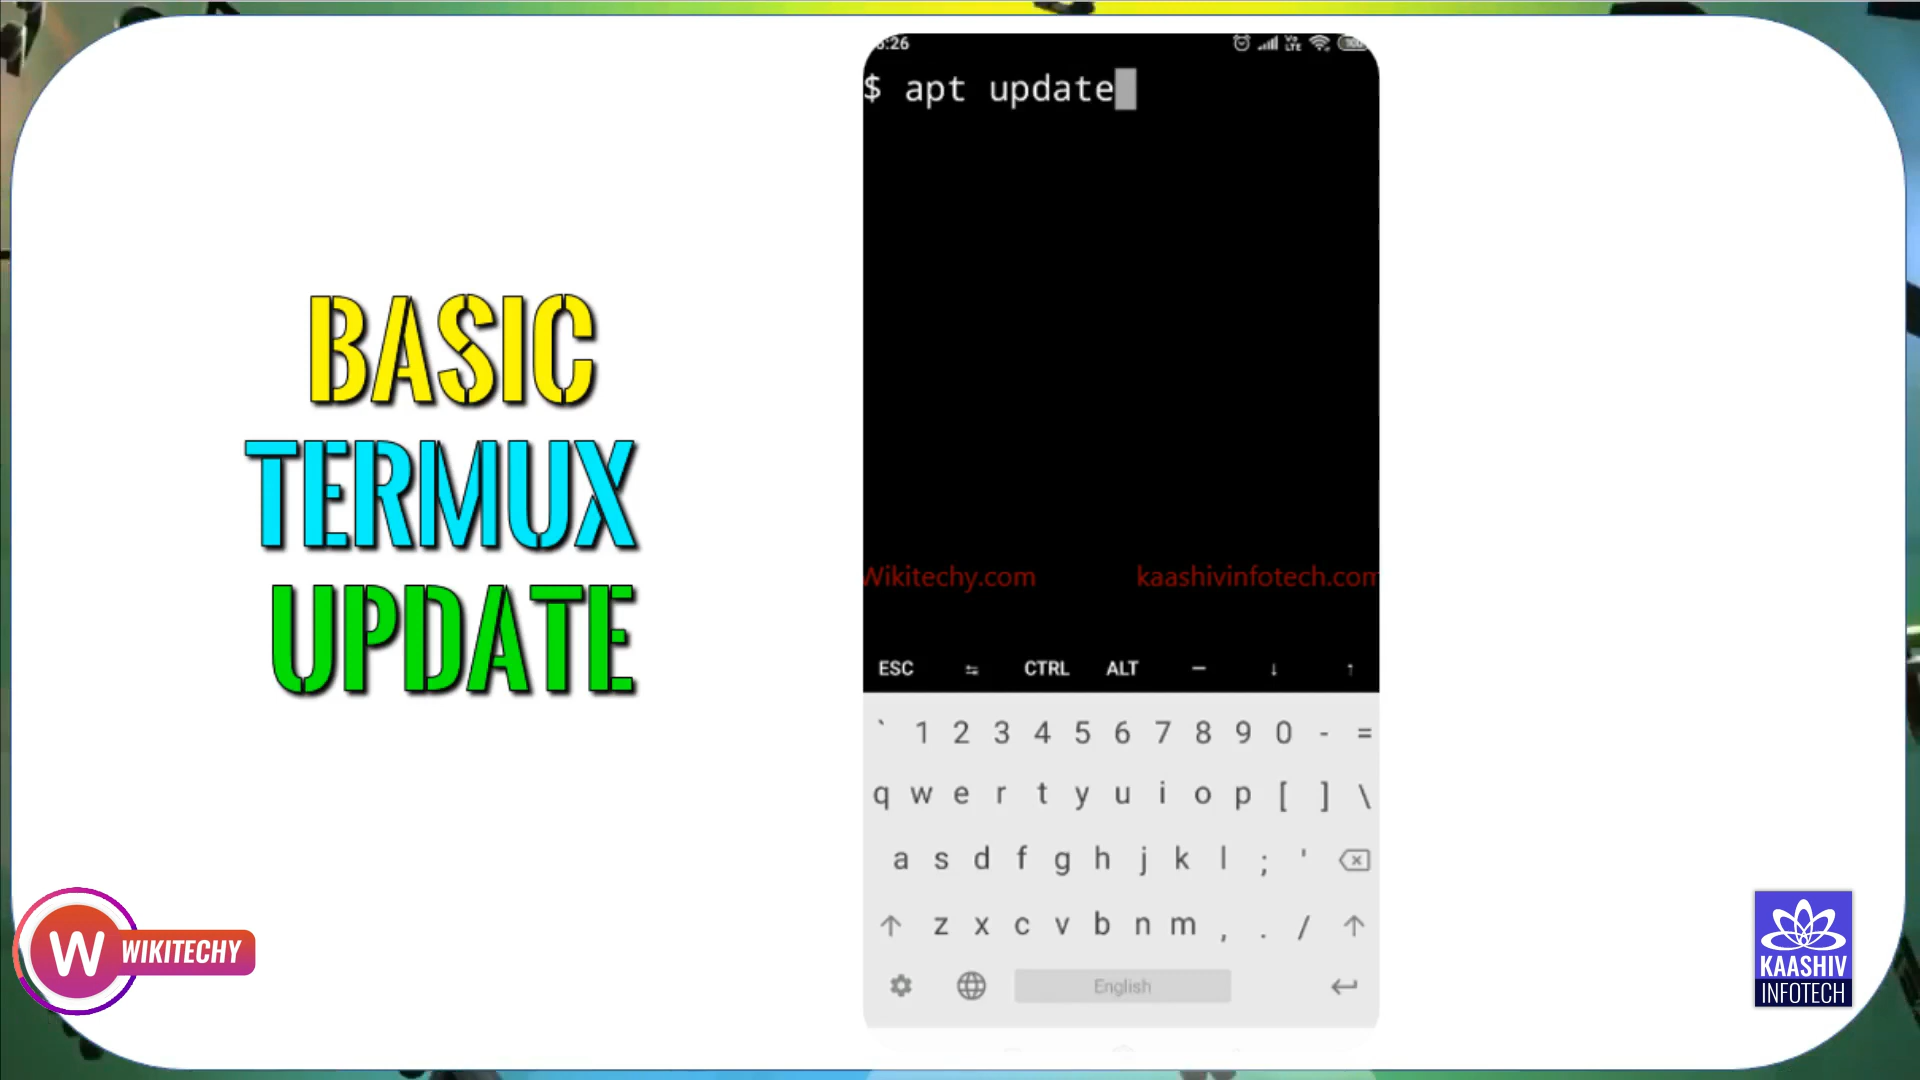 BASIC
TERMUX
UPDATE
:26
$ apt update
Wikitechy.com kaashivinfotech.com
ESC ⇆ CTRL ALT — ↓ ↑
` 1 2 3 4 5 6 7 8 9 0 - =
q w e r t y u i o p [ ] \
a s d f g h j k l ; '
z x c v b n m , . /
English
W WIKITECHY
KAASHIV
INFOTECH